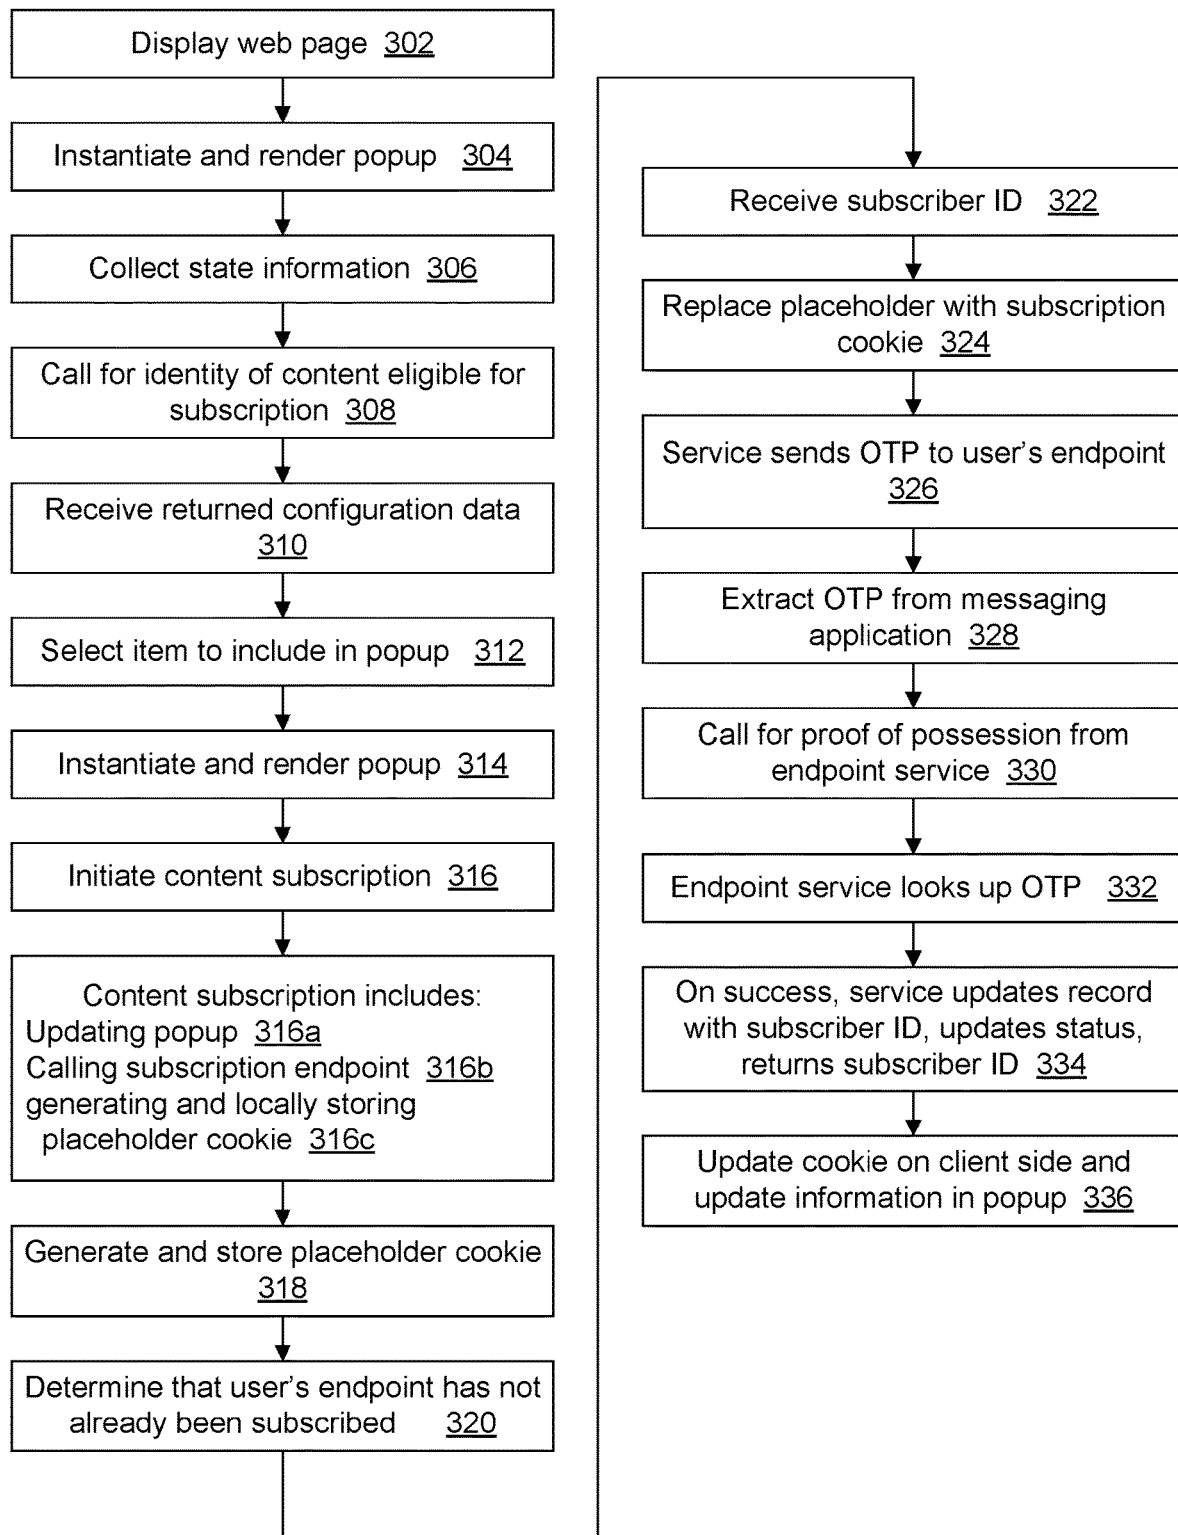 Display web page 302
Instantiate and render popup 304
Collect state information 306
Call for identity of content eligible for
subscription 308
Receive returned configuration data
310
Select item to include in popup 312
Instantiate and render popup 314
Initiate content subscription 316
Content subscription includes:
Updating popup 316a
Calling subscription endpoint 316b
generating and locally storing
placeholder cookie 316c
Generate and store placeholder cookie
318
Determine that user's endpoint has not
already been subscribed 320
Receive subscriber ID 322
Replace placeholder with subscription
cookie 324
Service sends OTP to user's endpoint
326
Extract OTP from messaging
application 328
Call for proof of possession from
endpoint service 330
Endpoint service looks up OTP 332
On success, service updates record
with subscriber ID, updates status,
returns subscriber ID 334
Update cookie on client side and
update information in popup 336